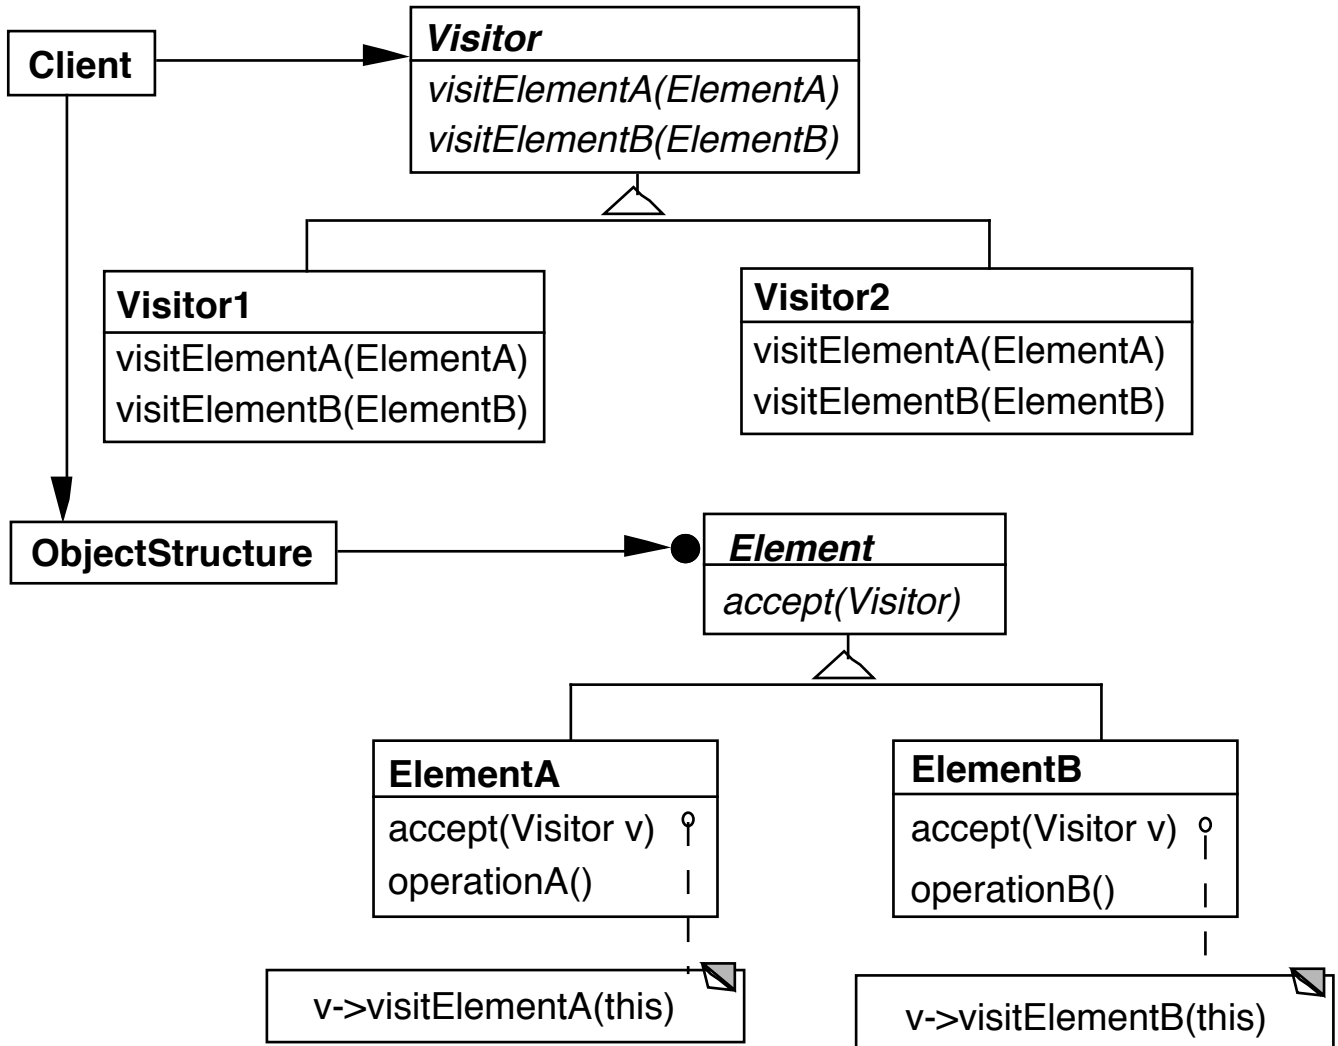 Client
Visitor
visitElementA(ElementA)
visitElementB(ElementB)
Visitor1
visitElementA(ElementA)
visitElementB(ElementB)
Visitor2
visitElementA(ElementA)
visitElementB(ElementB)
ObjectStructure
Element
accept(Visitor)
ElementA
accept(Visitor v)
operationA()
ElementB
accept(Visitor v)
operationB()
v->visitElementA(this)
v->visitElementB(this)